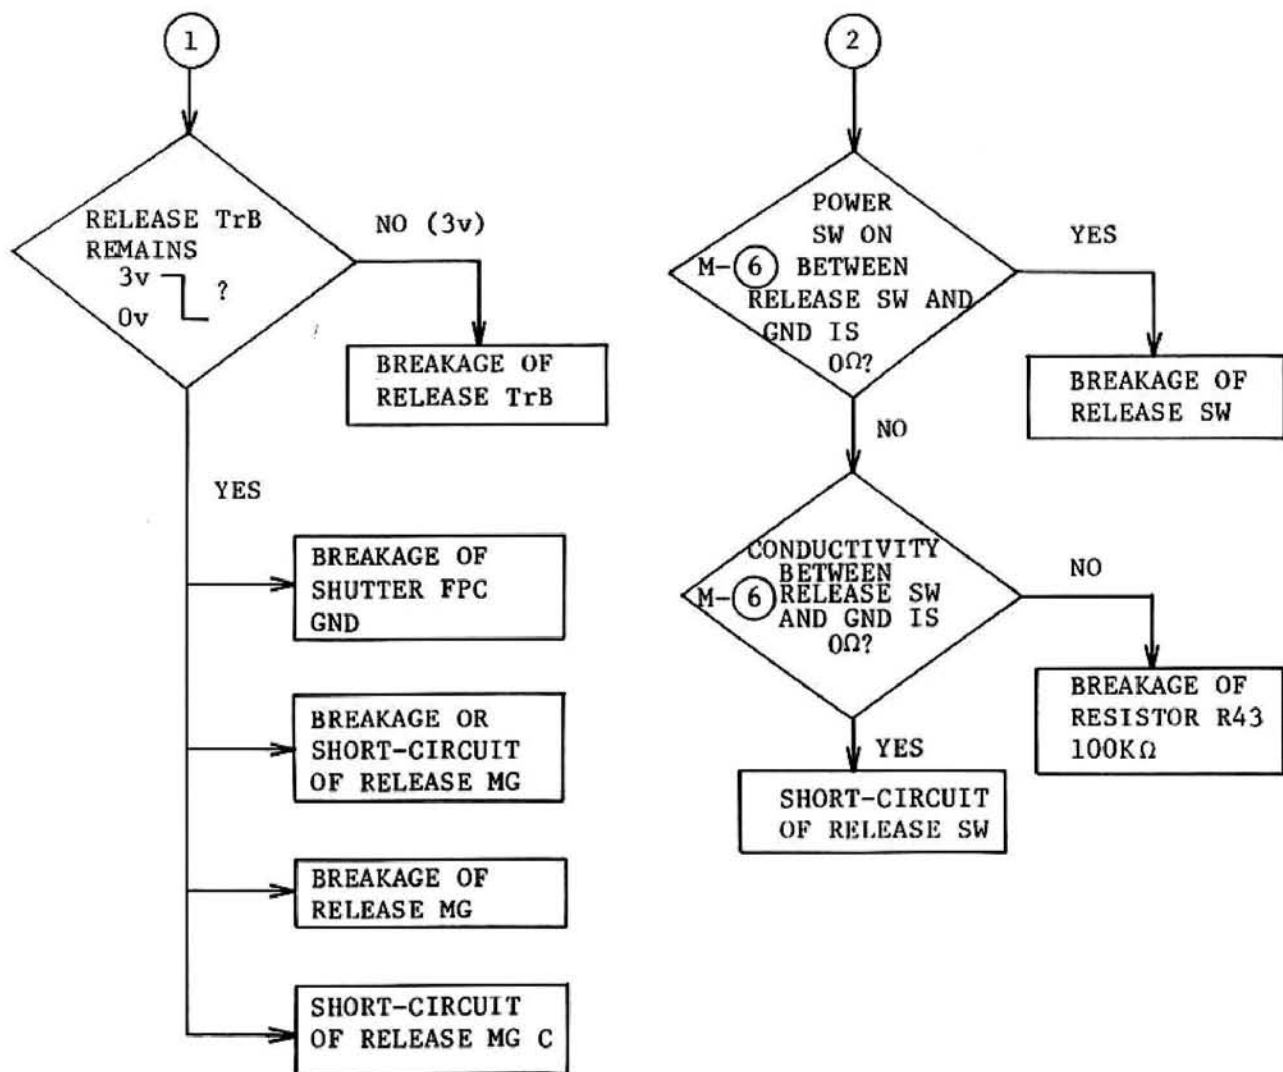 1
RELEASE TrB
REMAINS
3v
?
0v
NO (3v)
BREAKAGE OF
RELEASE TrB
YES
BREAKAGE OF
SHUTTER FPC
GND
BREAKAGE OR
SHORT-CIRCUIT
OF RELEASE MG
BREAKAGE OF
RELEASE MG
SHORT-CIRCUIT
OF RELEASE MG C
2
POWER
SW ON
M-6 BETWEEN
RELEASE SW AND
GND IS
0Ω?
YES
BREAKAGE OF
RELEASE SW
NO
CONDUCTIVITY
BETWEEN
M-6 RELEASE SW
AND GND IS
0Ω?
NO
BREAKAGE OF
RESISTOR R43
100KΩ
YES
SHORT-CIRCUIT
OF RELEASE SW